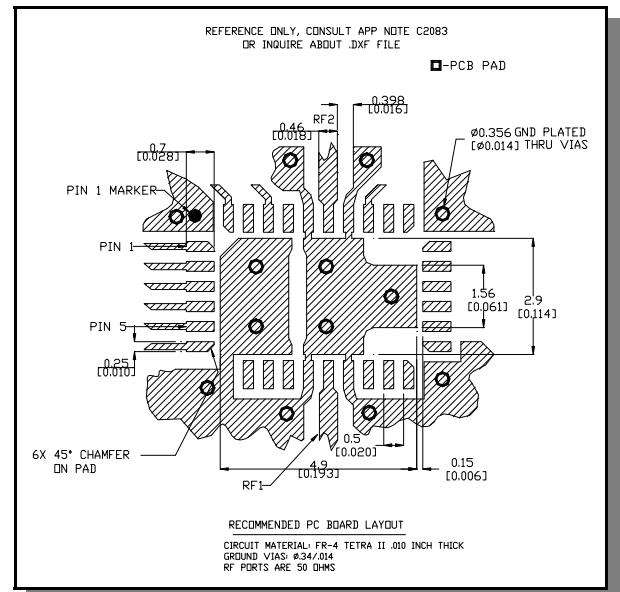 REFERENCE ONLY, CONSULT APP NOTE C2083
OR INQUIRE ABOUT .DXF FILE
-PCB PAD
0.398
[0.016]
RF2
0.46
[0.018]
Ø0.356 GND PLATED
[Ø0.014] THRU VIAS
0.7
[0.028]
PIN 1 MARKER
PIN 1
1.56
[0.061]
2.9
[0.114]
PIN 5
0.25
[0.010]
6X 45° CHAMFER
ON PAD
0.5
[0.020]
4.9
[0.193]
0.15
[0.006]
RF1
RECOMMENDED PC BOARD LAYOUT
CIRCUIT MATERIAL: FR-4 TETRA II .010 INCH THICK
GROUND VIAS: ø.34/.014
RF PORTS ARE 50 OHMS